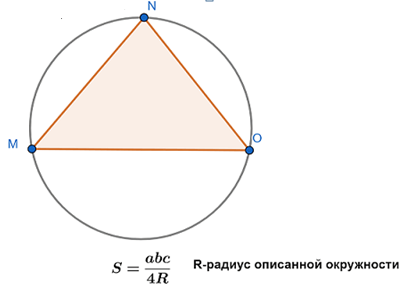 N
M
O
S = abc / 4R
R-радиус описанной окружности